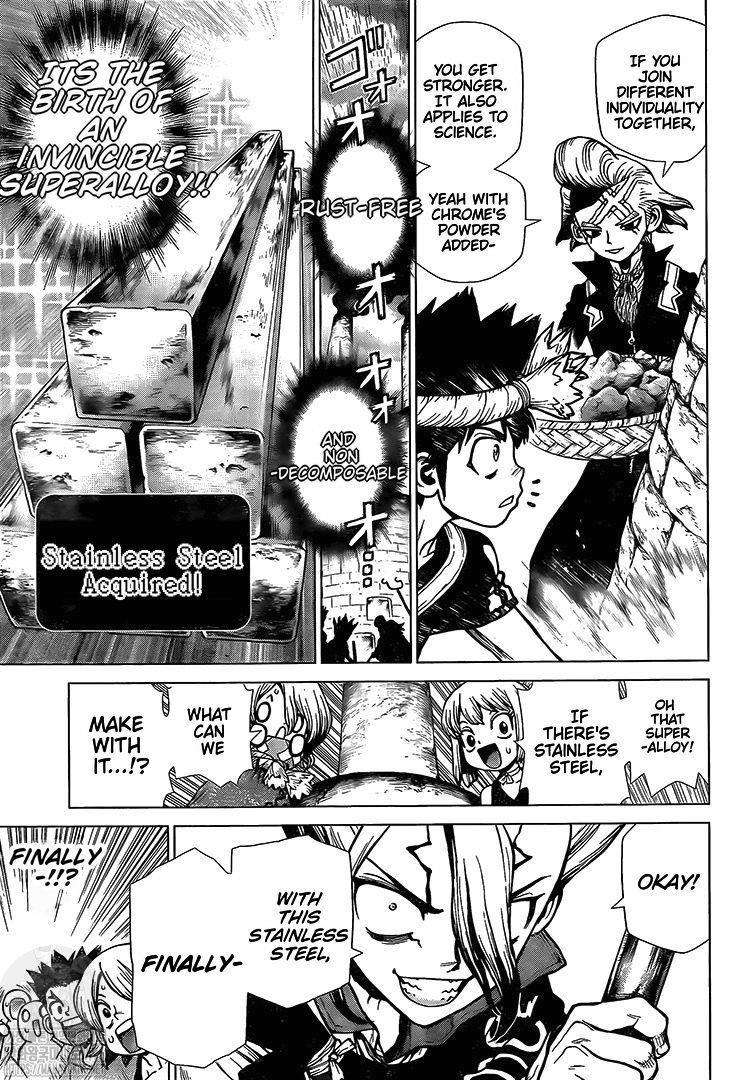 IF YOU
JOIN
DIFFERENT
INDIVIDUALITY
TOGETHER,
YOU GET
STRONGER.
IT ALSO
APPLIES TO
SCIENCE.
YEAH WITH
CHROME'S
POWDER
ADDED-
ゴオオオオ
-RUST-FREE
AND
NON
-DECOMPOSABLE
ITS THE
BIRTH OF
AN
INVINCIBLE
SUPERALLOY!!
Stainless Steel
Acquired!
OH
THAT
SUPER
-ALLOY!
IF
THERE'S
STAINLESS
STEEL,
WHAT
CAN
WE
MAKE
WITH
IT...!?
OKAY!
WITH
THIS
STAINLESS
STEEL,
FINALLY-
FINALLY
-!!?